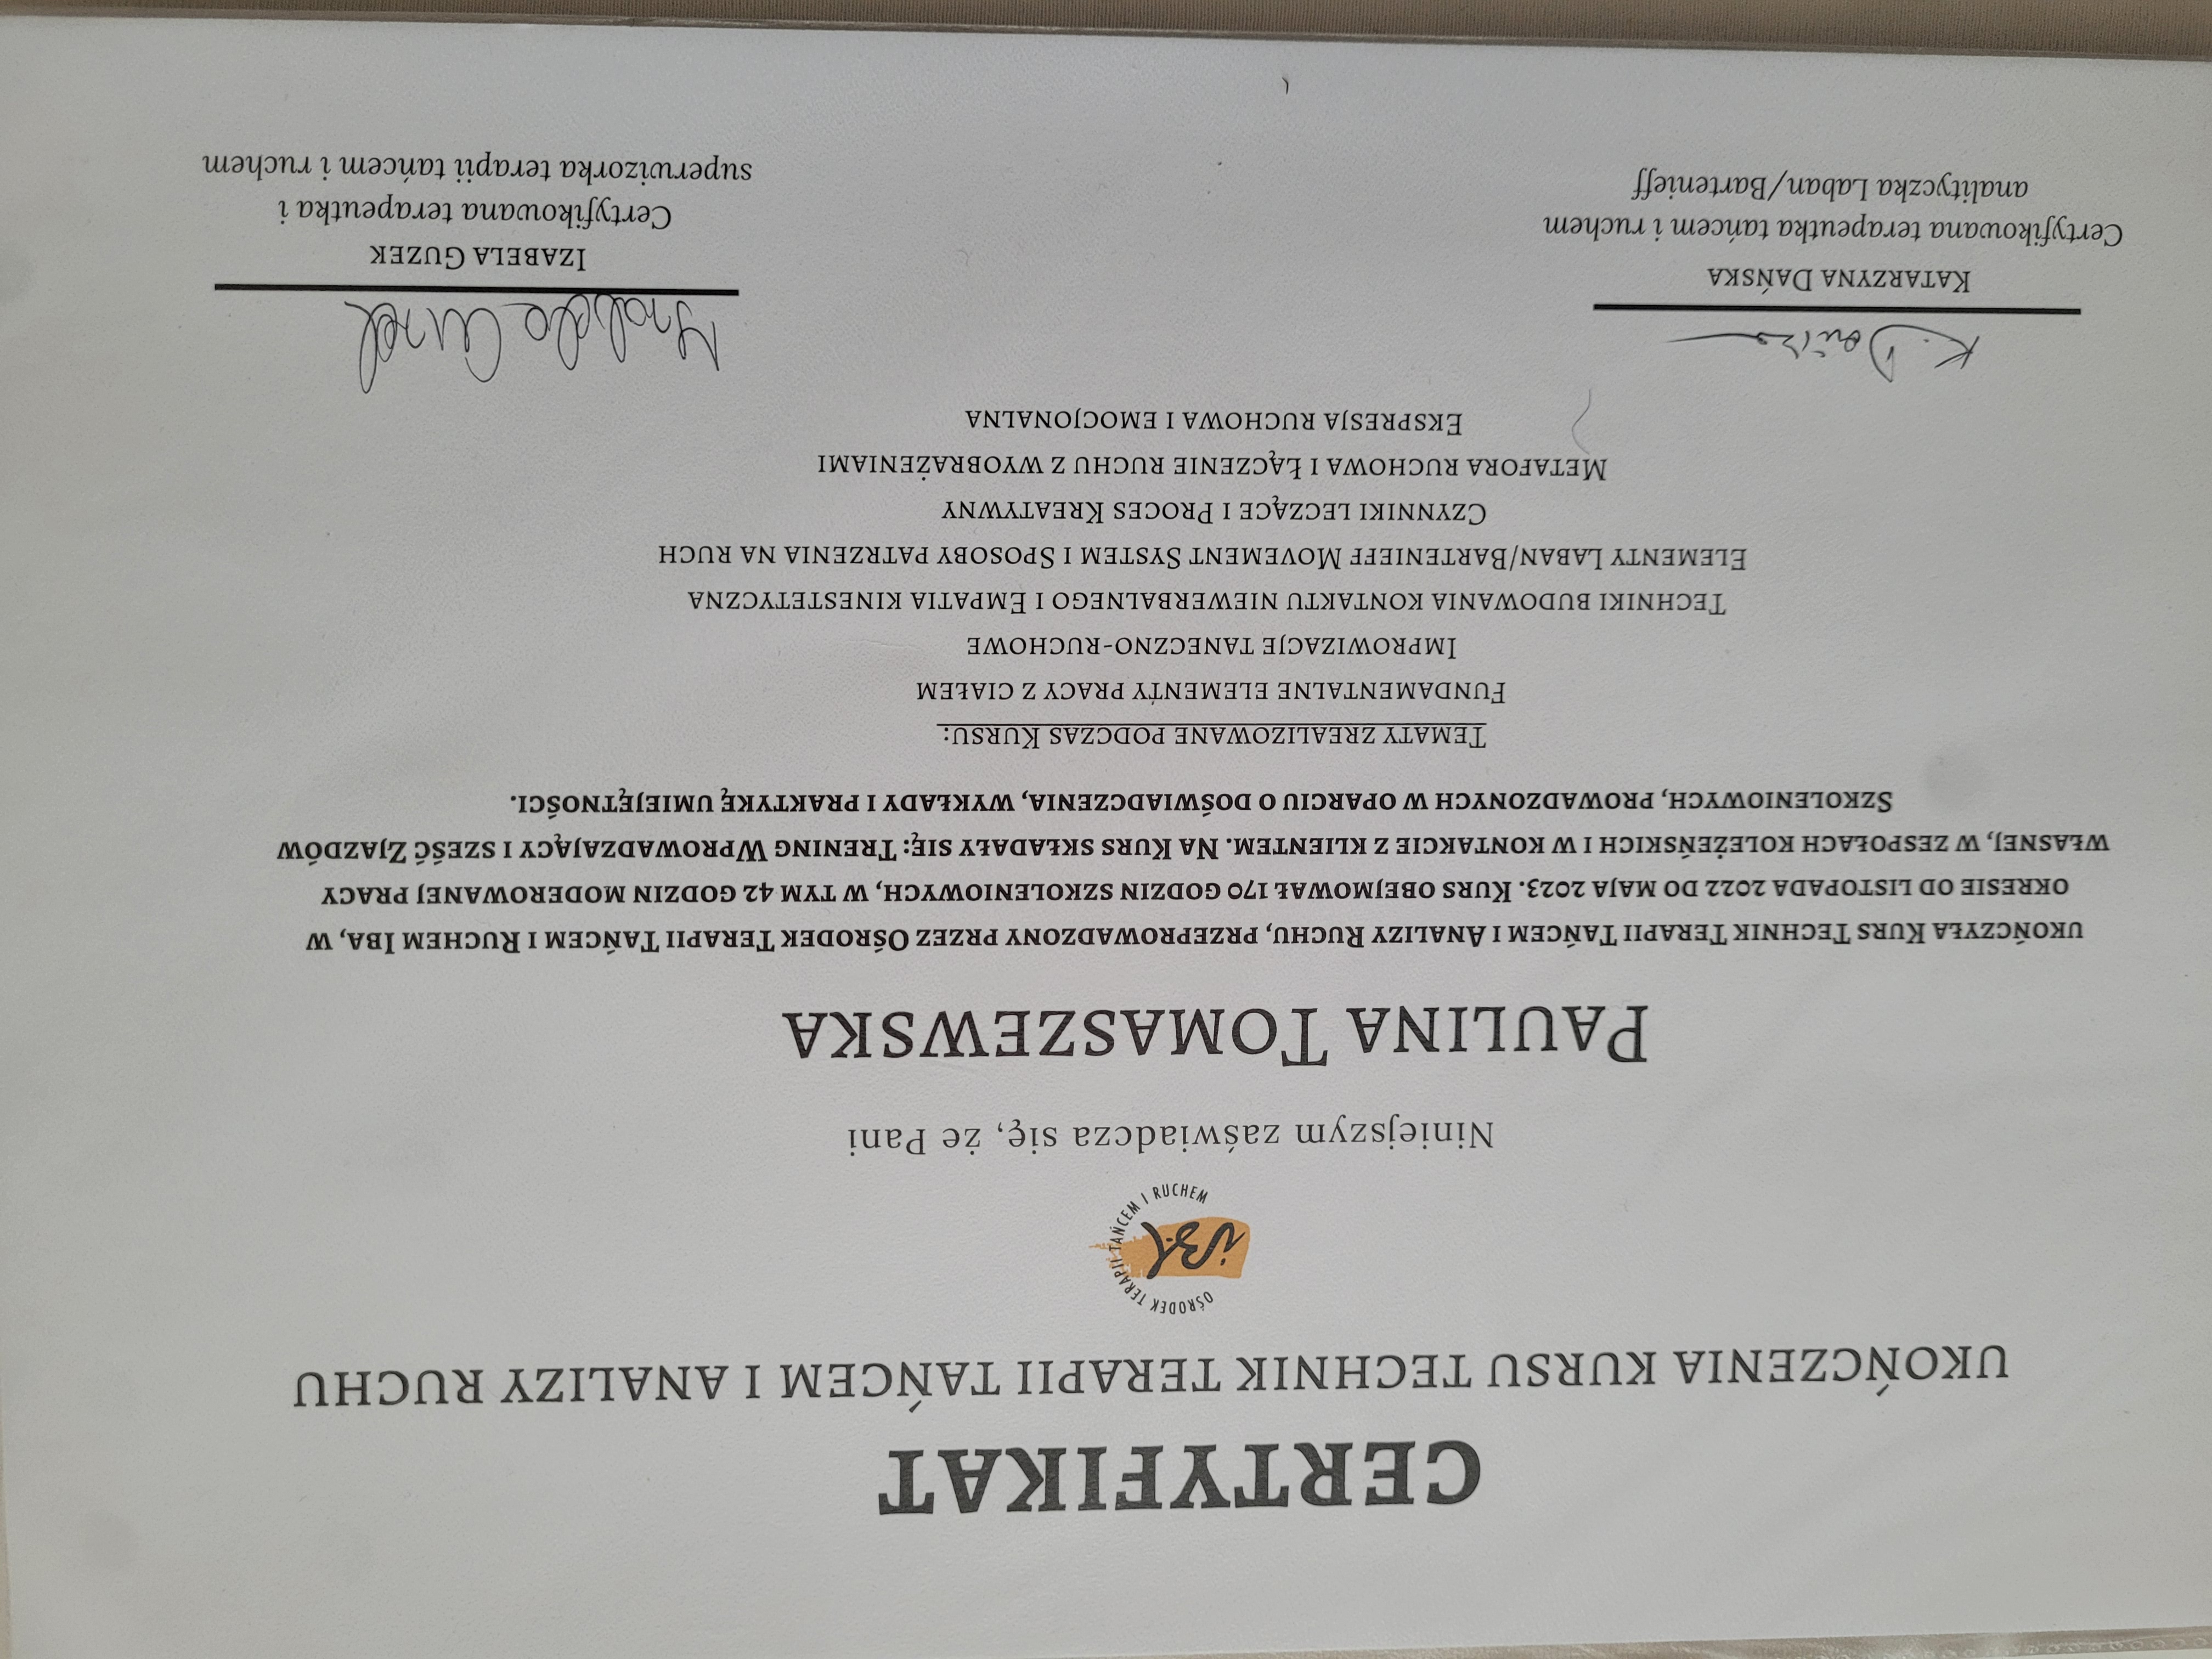 CERTYFIKAT
UKOŃCZENIA KURSU TECHNIK TERAPII TAŃCEM I ANALIZY RUCHU
OŚRODEK TERAPII TAŃCEM I RUCHEM
iBA
Niniejszym zaświadcza się, że Pani
PAULINA TOMASZEWSKA
UKOŃCZYŁA KURS TECHNIK TERAPII TAŃCEM I ANALIZY RUCHU, PRZEPROWADZONY PRZEZ OŚRODEK TERAPII TAŃCEM I RUCHEM IBA, W
OKRESIE OD LISTOPADA 2022 DO MAJA 2023. KURS OBEJMOWAŁ 170 GODZIN SZKOLENIOWYCH, W TYM 42 GODZIN MODEROWANEJ PRACY
WŁASNEJ, W ZESPOŁACH KOLEŻEŃSKICH I W KONTAKCIE Z KLIENTEM. NA KURS SKŁADAŁY SIĘ: TRENING WPROWADZAJĄCY I SZEŚĆ ZJAZDÓW
SZKOLENIOWYCH, PROWADZONYCH W OPARCIU O DOŚWIADCZENIA, WYKŁADY I PRAKTYKĘ UMIEJĘTNOŚCI.
TEMATY ZREALIZOWANE PODCZAS KURSU:
FUNDAMENTALNE ELEMENTY PRACY Z CIAŁEM
IMPROWIZACJE TANECZNO-RUCHOWE
TECHNIKI BUDOWANIA KONTAKTU NIEWERBALNEGO I EMPATIA KINESTETYCZNA
ELEMENTY LABAN/BARTENIEFF MOVEMENT SYSTEM I SPOSOBY PATRZENIA NA RUCH
CZYNNIKI LECZĄCE I PROCES KREATYWNY
METAFORA RUCHOWA I ŁĄCZENIE RUCHU Z WYOBRAŻENIAMI
EKSPRESJA RUCHOWA I EMOCJONALNA
K. Dańska
KATARZYNA DAŃSKA
Certyfikowana terapeutka tańcem i ruchem
analityczka Laban/Bartenieff
Izabela Guzek
IZABELA GUZEK
Certyfikowana terapeutka i
superwizorka terapii tańcem i ruchem